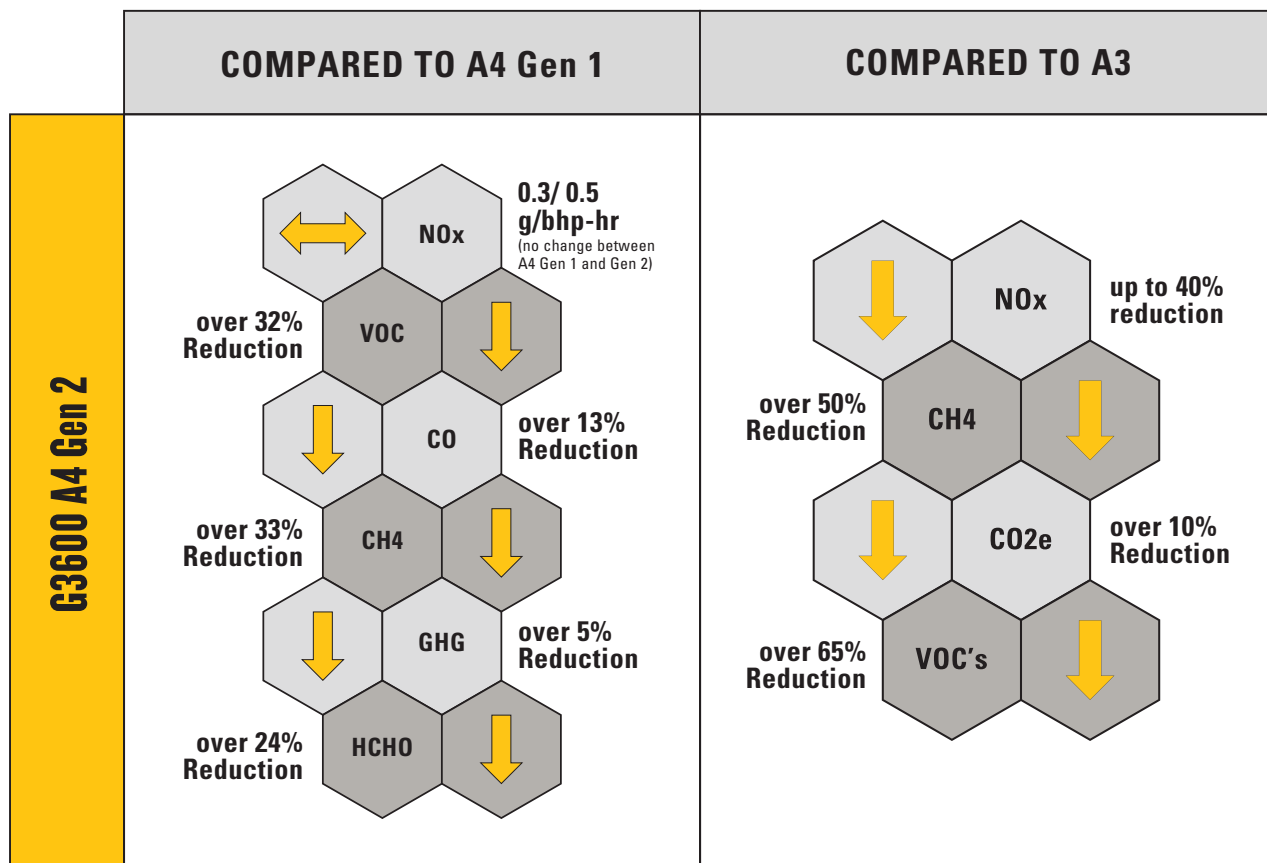 COMPARED TO A4 Gen 1
COMPARED TO A3
G3600 A4 Gen 2
NOx
0.3/ 0.5
g/bhp-hr
(no change between
A4 Gen 1 and Gen 2)
over 32%
Reduction
VOC
CO
over 13%
Reduction
over 33%
Reduction
CH4
GHG
over 5%
Reduction
over 24%
Reduction
HCHO
NOx
up to 40%
reduction
over 50%
Reduction
CH4
CO2e
over 10%
Reduction
over 65%
Reduction
VOC's